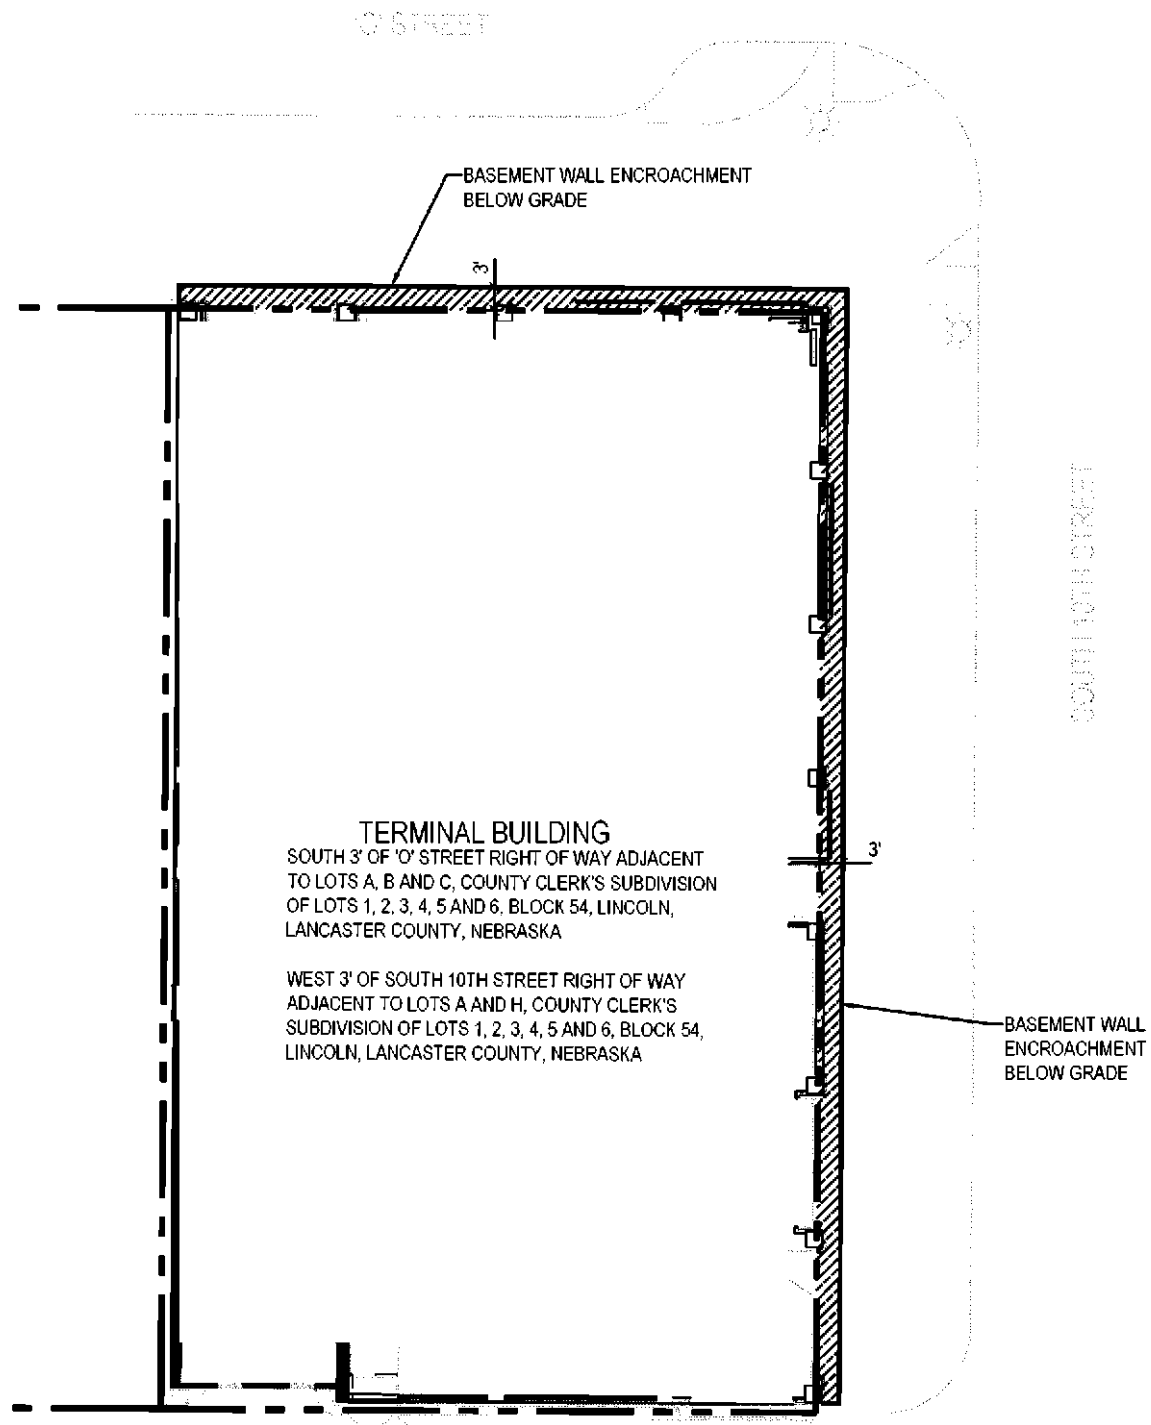 'O' STREET
BASEMENT WALL ENCROACHMENT
BELOW GRADE
3'
SOUTH 10TH STREET
TERMINAL BUILDING
SOUTH 3' OF 'O' STREET RIGHT OF WAY ADJACENT
TO LOTS A, B AND C, COUNTY CLERK'S SUBDIVISION
OF LOTS 1, 2, 3, 4, 5 AND 6, BLOCK 54, LINCOLN,
LANCASTER COUNTY, NEBRASKA
3'
WEST 3' OF SOUTH 10TH STREET RIGHT OF WAY
ADJACENT TO LOTS A AND H, COUNTY CLERK'S
SUBDIVISION OF LOTS 1, 2, 3, 4, 5 AND 6, BLOCK 54,
LINCOLN, LANCASTER COUNTY, NEBRASKA
BASEMENT WALL
ENCROACHMENT
BELOW GRADE